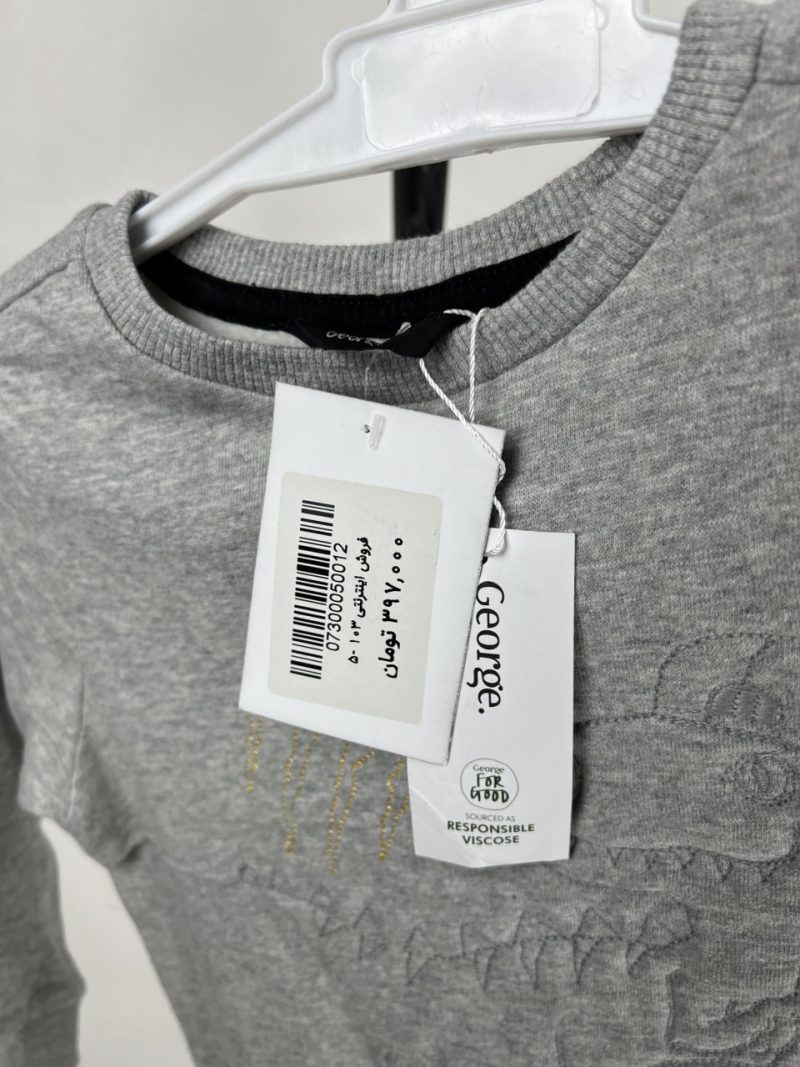 07300050012
فروش اینترنتی ۱۰۳ -۵
۳۹۷,۰۰۰ تومان
George.
George
FOR
GOOD
SOURCED AS
RESPONSIBLE
VISCOSE